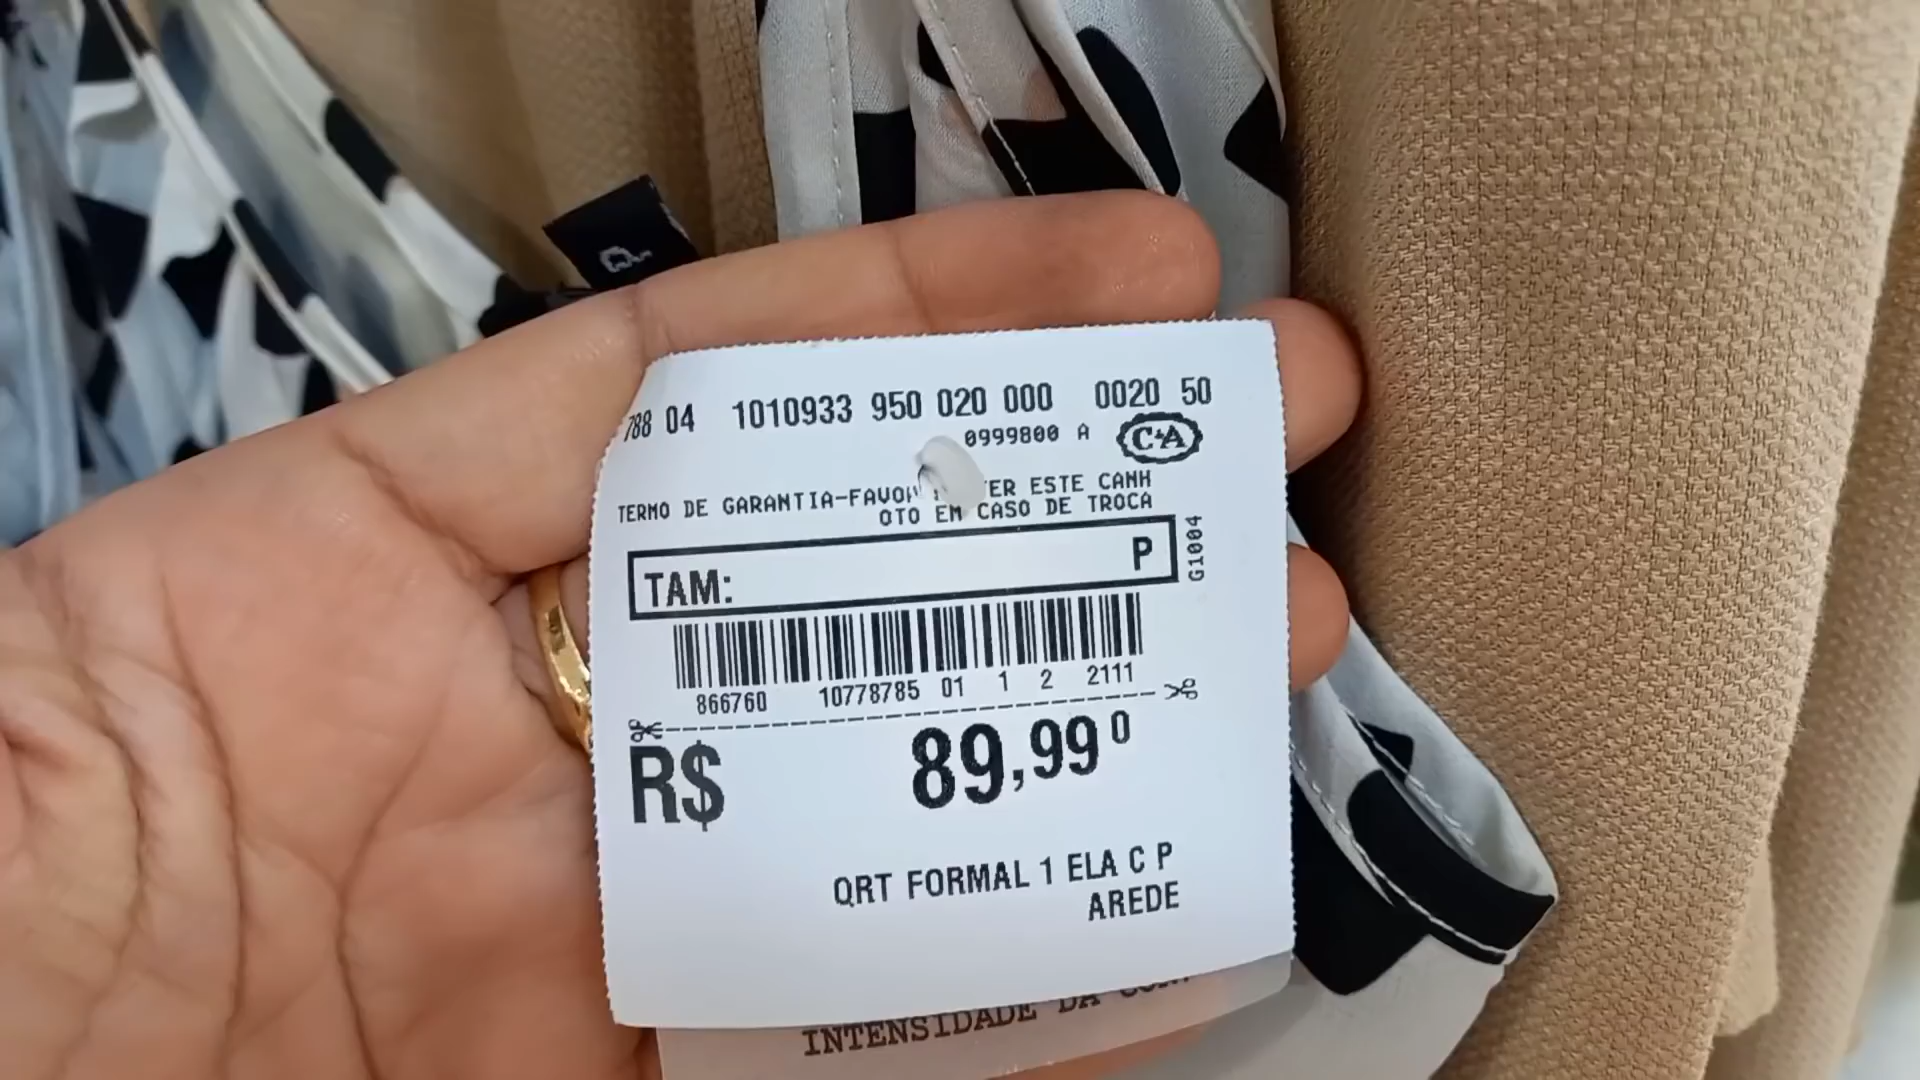 P
788 04 1010933 950 020 000 0020 50
0999800 A C&A
TERMO DE GARANTIA-FAVOR ESTE CANH
OTO EM CASO DE TROCA
TAM: P
G1004
866760 10778785 01 1 2 2111
R$ 89,99 0
QRT FORMAL 1 ELA C P
AREDE
INTENSIDADE DA